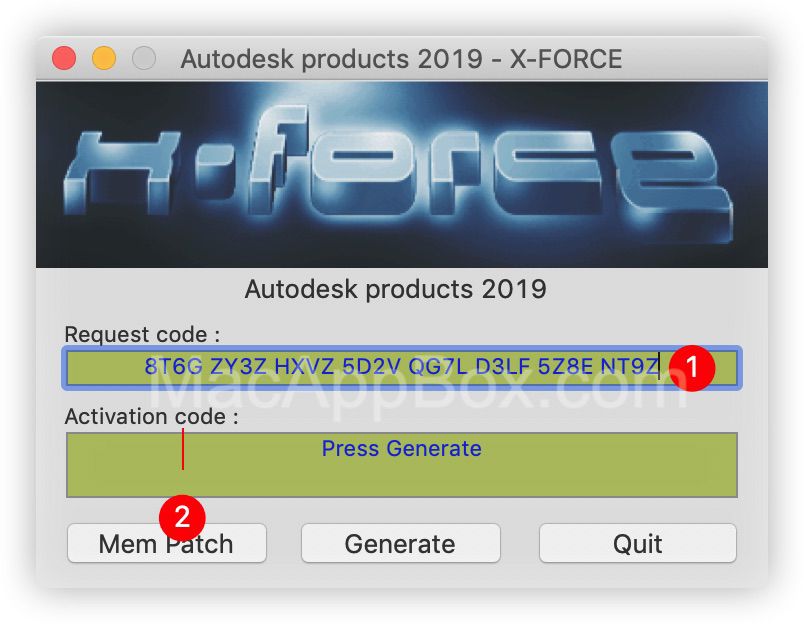 Autodesk products 2019 - X-FORCE
x-force
Autodesk products 2019
Request code :
8T6G ZY3Z HXVZ 5D2V QG7L D3LF 5Z8E NT9Z
1
MacAppBox.com
Activation code :
Press Generate
2
Mem Patch
Generate
Quit